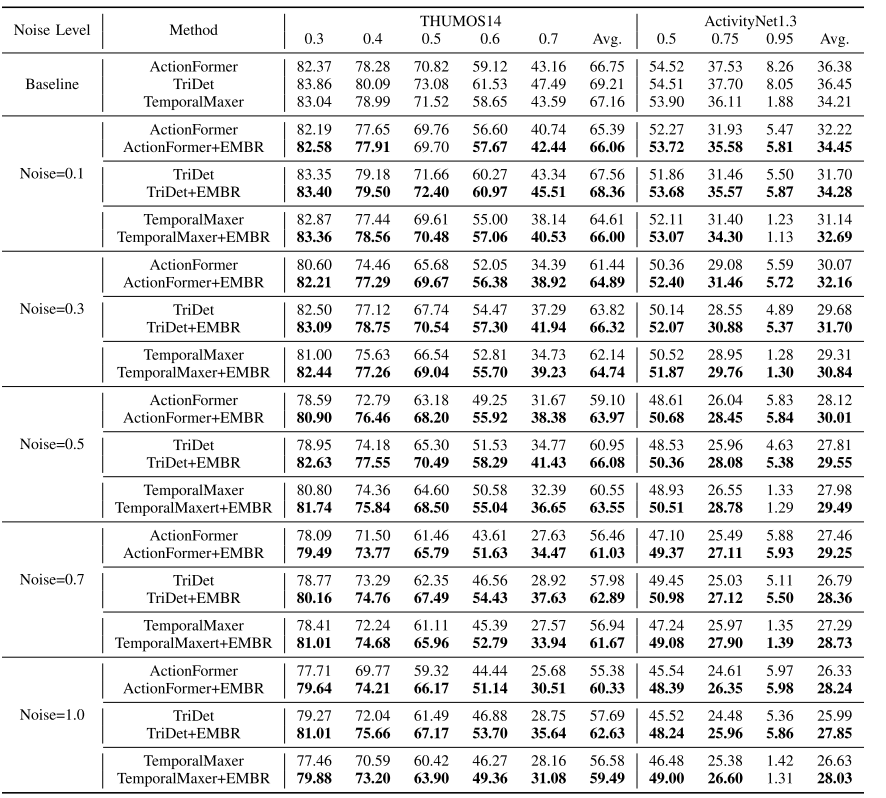 Noise Level Method THUMOS14 ActivityNet1.3
0.3 0.4 0.5 0.6 0.7 Avg. 0.5 0.75 0.95 Avg.
ActionFormer 82.37 78.28 70.82 59.12 43.16 66.75 54.52 37.53 8.26 36.38
Baseline TriDet 83.86 80.09 73.08 61.53 47.49 69.21 54.51 37.70 8.05 36.45
TemporalMaxer 83.04 78.99 71.52 58.65 43.59 67.16 53.90 36.11 1.88 34.21
ActionFormer 82.19 77.65 69.76 56.60 40.74 65.39 52.27 31.93 5.47 32.22
ActionFormer+EMBR 82.58 77.91 69.70 57.67 42.44 66.06 53.72 35.58 5.81 34.45
Noise=0.1 TriDet 83.35 79.18 71.66 60.27 43.34 67.56 51.86 31.46 5.50 31.70
TriDet+EMBR 83.40 79.50 72.40 60.97 45.51 68.36 53.68 35.57 5.87 34.28
TemporalMaxer 82.87 77.44 69.61 55.00 38.14 64.61 52.11 31.40 1.23 31.14
TemporalMaxer+EMBR 83.36 78.56 70.48 57.06 40.53 66.00 53.07 34.30 1.13 32.69
ActionFormer 80.60 74.46 65.68 52.05 34.39 61.44 50.36 29.08 5.59 30.07
ActionFormer+EMBR 82.21 77.29 69.67 56.38 38.92 64.89 52.40 31.46 5.72 32.16
Noise=0.3 TriDet 82.50 77.12 67.74 54.47 37.29 63.82 50.14 28.55 4.89 29.68
TriDet+EMBR 83.09 78.75 70.54 57.30 41.94 66.32 52.07 30.88 5.37 31.70
TemporalMaxer 81.00 75.63 66.54 52.81 34.73 62.14 50.52 28.95 1.28 29.31
TemporalMaxer+EMBR 82.44 77.26 69.04 55.70 39.23 64.74 51.87 29.76 1.30 30.84
ActionFormer 78.59 72.79 63.18 49.25 31.67 59.10 48.61 26.04 5.83 28.12
ActionFormer+EMBR 80.90 76.46 68.20 55.92 38.38 63.97 50.68 28.45 5.84 30.01
Noise=0.5 TriDet 78.95 74.18 65.30 51.53 34.77 60.95 48.53 25.96 4.63 27.81
TriDet+EMBR 82.63 77.55 70.49 58.29 41.43 66.08 50.36 28.08 5.38 29.55
TemporalMaxer 80.80 74.36 64.60 50.58 32.39 60.55 48.93 26.55 1.33 27.98
TemporalMaxert+EMBR 81.74 75.84 68.50 55.04 36.65 63.55 50.51 28.78 1.29 29.49
ActionFormer 78.09 71.50 61.46 43.61 27.63 56.46 47.10 25.49 5.88 27.46
ActionFormer+EMBR 79.49 73.77 65.79 51.63 34.47 61.03 49.37 27.11 5.93 29.25
Noise=0.7 TriDet 78.77 73.29 62.35 46.56 28.92 57.98 49.45 25.03 5.11 26.79
TriDet+EMBR 80.16 74.76 67.49 54.43 37.63 62.89 50.98 27.12 5.50 28.36
TemporalMaxer 78.41 72.24 61.11 45.39 27.57 56.94 47.24 25.97 1.35 27.29
TemporalMaxert+EMBR 81.01 74.68 65.96 52.79 33.94 61.67 49.08 27.90 1.39 28.73
ActionFormer 77.71 69.77 59.32 44.44 25.68 55.38 45.54 24.61 5.97 26.33
ActionFormer+EMBR 79.64 74.21 66.17 51.14 30.51 60.33 48.39 26.35 5.98 28.24
Noise=1.0 TriDet 79.27 72.04 61.49 46.88 28.75 57.69 45.52 24.48 5.36 25.99
TriDet+EMBR 81.01 75.66 67.17 53.70 35.64 62.63 48.24 25.96 5.86 27.85
TemporalMaxer 77.46 70.59 60.42 46.27 28.16 56.58 46.48 25.38 1.42 26.63
TemporalMaxer+EMBR 79.88 73.20 63.90 49.36 31.08 59.49 49.00 26.60 1.31 28.03